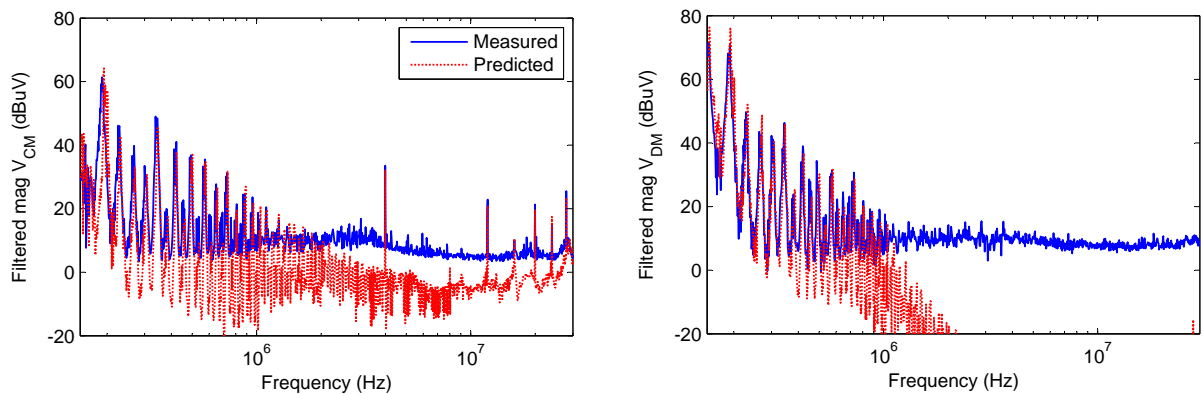 80
60
40
20
0
-20
Filtered mag V_CM (dBuV)
Measured
Predicted
10^6
10^7
Frequency (Hz)
80
60
40
20
0
-20
Filtered mag V_DM (dBuV)
10^6
10^7
Frequency (Hz)